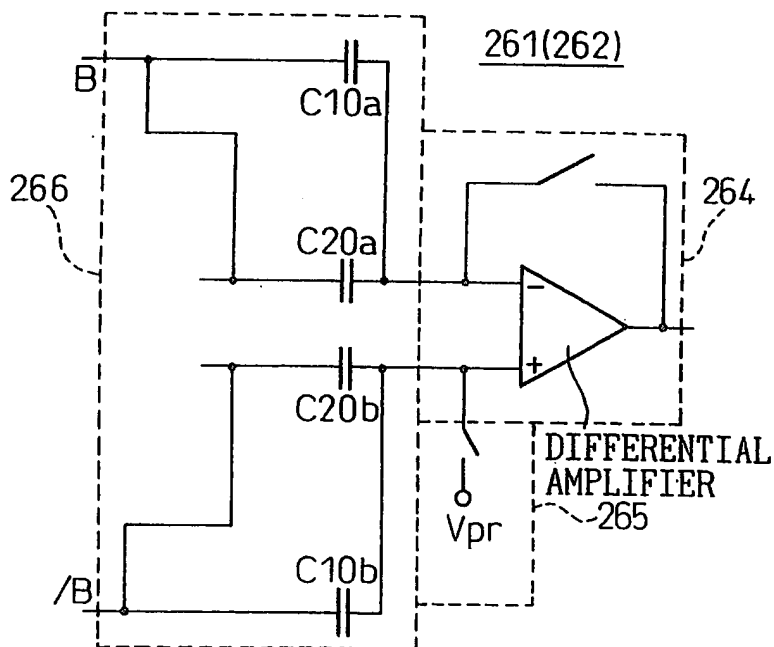 261(262)
B
C10a
266
264
C20a
−
+
C20b
DIFFERENTIAL
AMPLIFIER
265
Vpr
C10b
/B